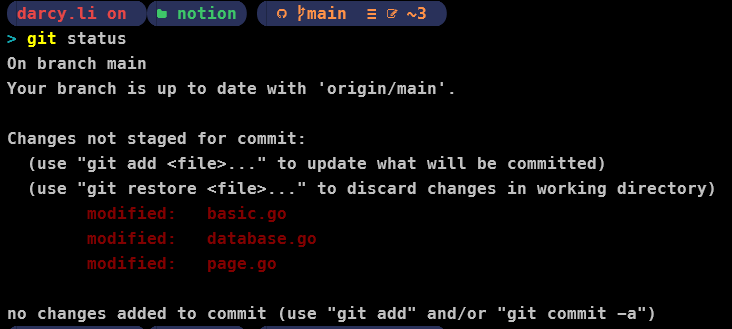 darcy.li on notion main ≡ ~3
> git status
On branch main
Your branch is up to date with 'origin/main'.
Changes not staged for commit:
(use "git add <file>..." to update what will be committed)
(use "git restore <file>..." to discard changes in working directory)
modified: basic.go
modified: database.go
modified: page.go
no changes added to commit (use "git add" and/or "git commit -a")